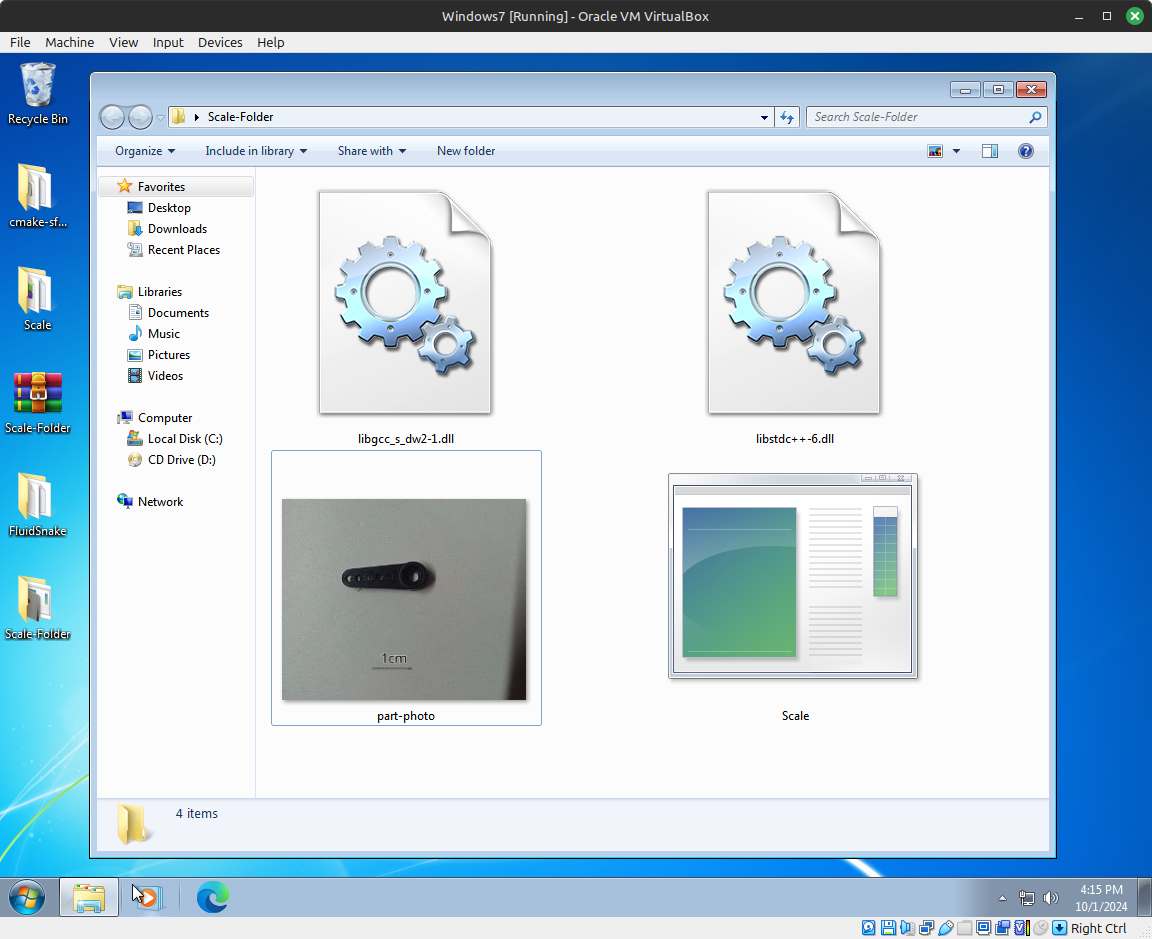 Windows7 [Running] - Oracle VM VirtualBox
File Machine View Input Devices Help
Recycle Bin
cmake-sf...
Scale
Scale-Folder
FluidSnake
Scale-Folder
Scale-Folder
Search Scale-Folder
Organize Include in library Share with New folder
Favorites
Desktop
Downloads
Recent Places
Libraries
Documents
Music
Pictures
Videos
Computer
Local Disk (C:)
CD Drive (D:)
Network
libgcc_s_dw2-1.dll
libstdc++-6.dll
1cm
part-photo
Scale
4 items
4:15 PM
10/1/2024
Right Ctrl